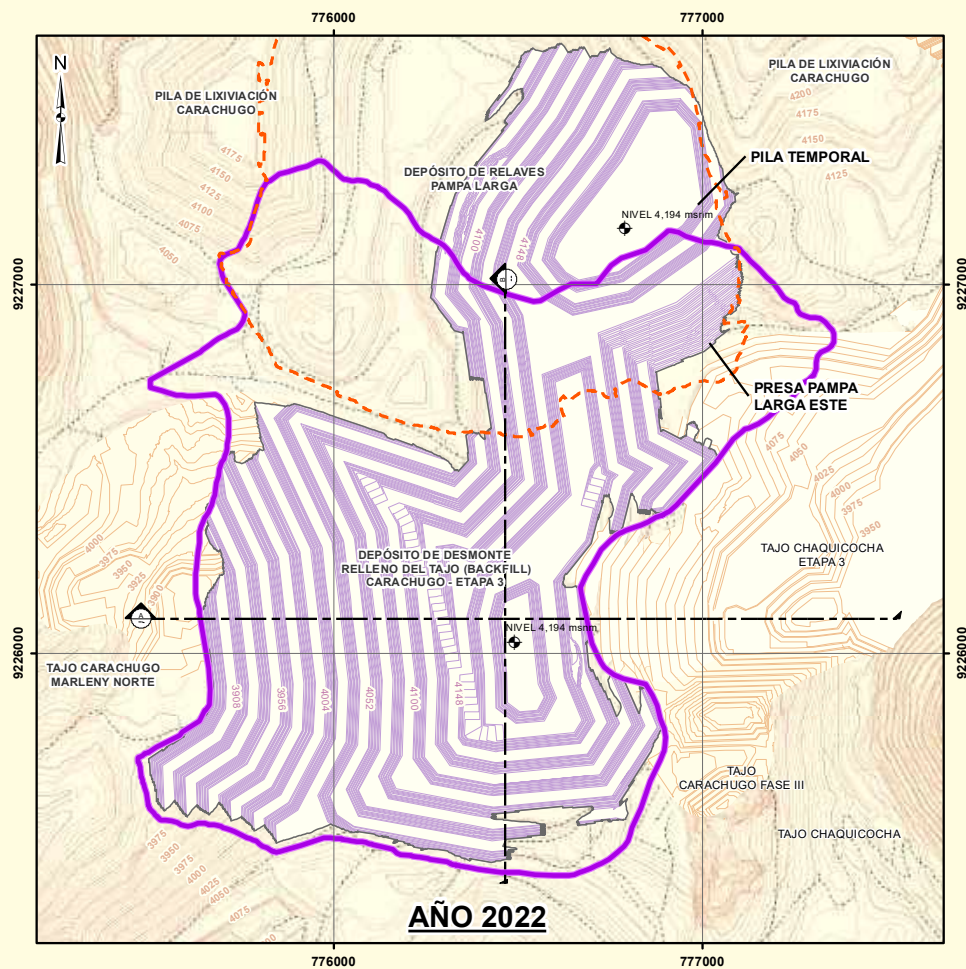 776000
777000
N
PILA DE LIXIVIACIÓN
CARACHUGO
PILA DE LIXIVIACIÓN
CARACHUGO
4200
4175
4150
4125
4175
4150
4125
4100
4075
4050
DEPÓSITO DE RELAVES
PAMPA LARGA
PILA TEMPORAL
NIVEL 4,194 msnm
4100
4148
9227000
9227000
PRESA PAMPA
LARGA ESTE
4075
4050
4025
4000
3975
3950
4000
3975
3950
3925
3900
TAJO CHAQUICOCHA
ETAPA 3
DEPÓSITO DE DESMONTE
RELLENO DEL TAJO (BACKFILL)
CARACHUGO - ETAPA 3
A
NIVEL 4,194 msnm
9226000
9226000
TAJO CARACHUGO
MARLENY NORTE
3908
3956
4004
4052
4100
4148
TAJO
CARACHUGO FASE III
TAJO CHAQUICOCHA
3975
3950
3975
4000
4025
4050
4075
AÑO 2022
776000
777000